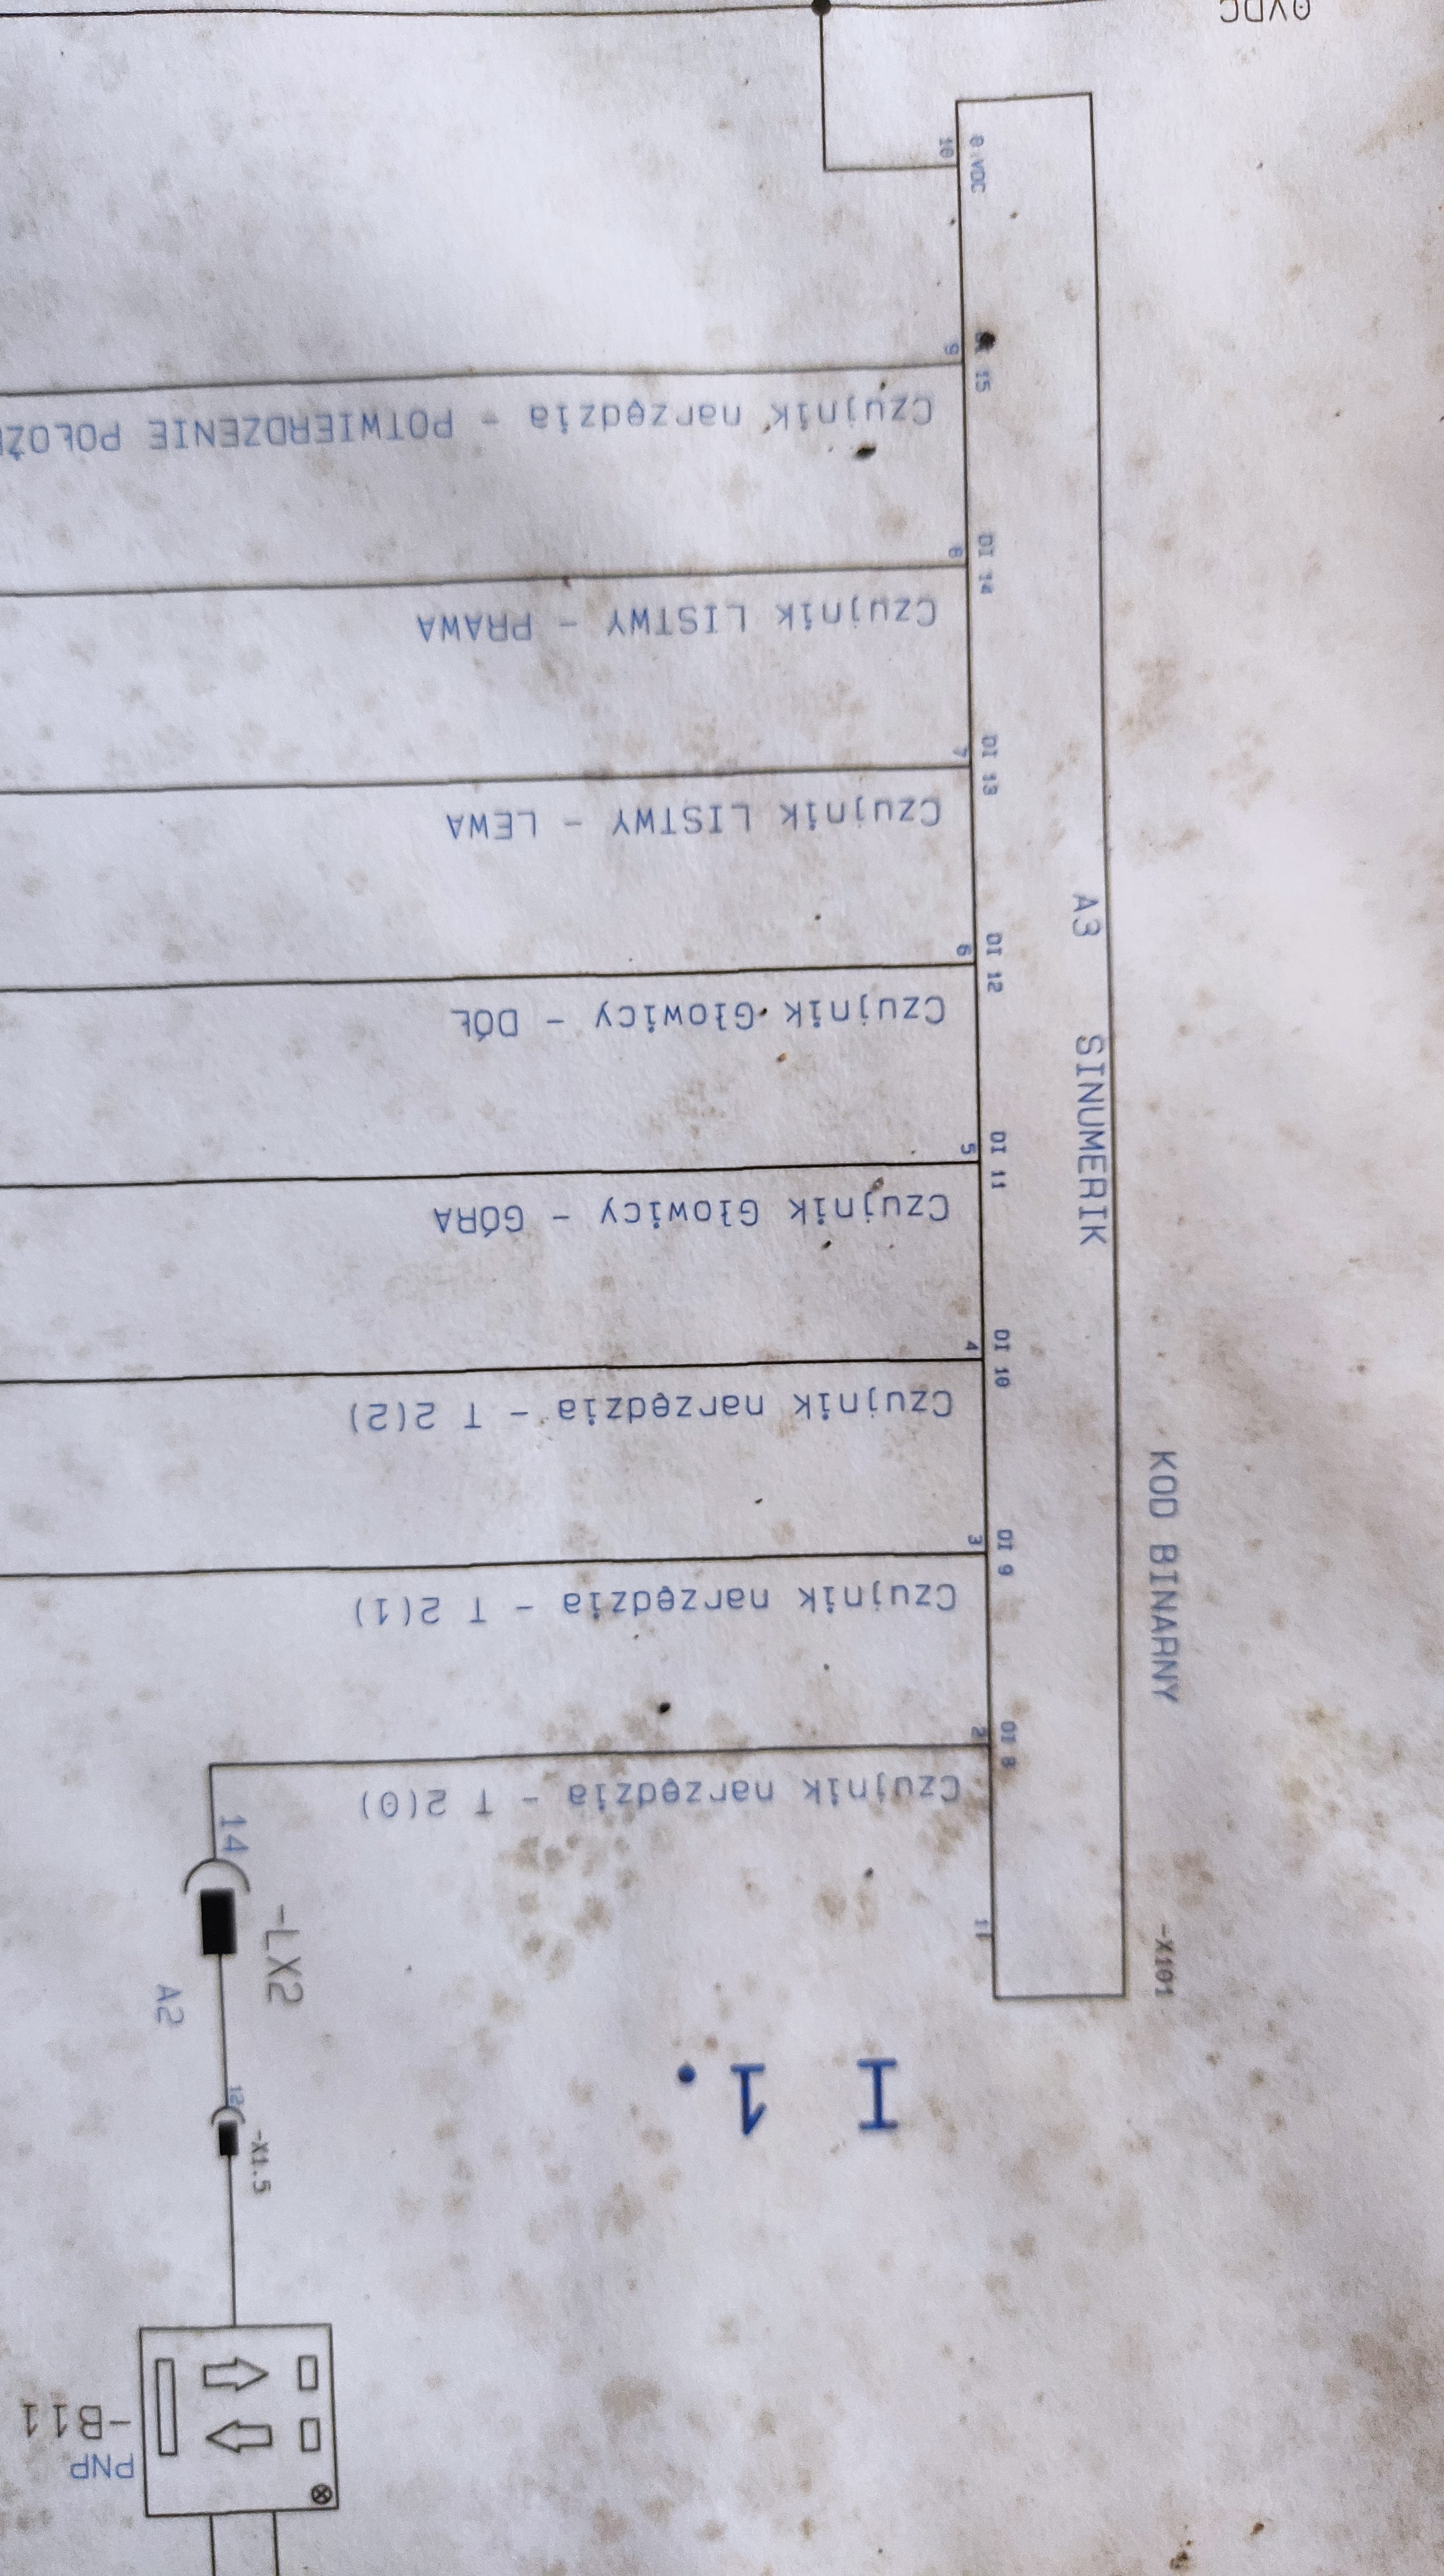 I 1.
-X101
KOD BINARNY
A3 SINUMERIK
11
2 DI 8
Czujnik narzędzia - T 2(0)
3 DI 9
Czujnik narzędzia - T 2(1)
4 DI 10
Czujnik narzędzia - T 2(2)
5 DI 11
Czujnik Głowicy - GÓRA
6 DI 12
Czujnik Głowicy - DÓŁ
7 DI 13
Czujnik LISTWY - LEWA
8 DI 14
Czujnik LISTWY - PRAWA
9 15
Czujnik narzędzia - POTWIERDZENIE
10 0 VDC
0VDC
14
-LX2
A2
12
-X1.5
-B11
PNP